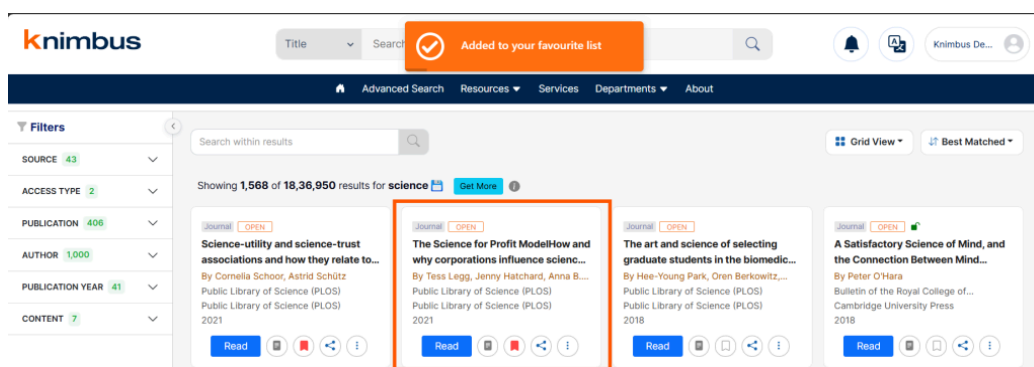 knimbus
Title
Search
Added to your favourite list
Knimbus De...
Advanced Search Resources Services Departments About
Filters
SOURCE 43
ACCESS TYPE 2
PUBLICATION 406
AUTHOR 1,000
PUBLICATION YEAR 41
CONTENT 7
Search within results
Grid View
Best Matched
Showing 1,568 of 18,36,950 results for science Get More
Journal OPEN
Science-utility and science-trust
associations and how they relate to...
By Cornelia Schoor, Astrid Schütz
Public Library of Science (PLOS)
Public Library of Science (PLOS)
2021
Read
Journal OPEN
The Science for Profit ModelHow and
why corporations influence scienc...
By Tess Legg, Jenny Hatchard, Anna B....
Public Library of Science (PLOS)
Public Library of Science (PLOS)
2021
Read
Journal OPEN
The art and science of selecting
graduate students in the biomedic...
By Hee-Young Park, Oren Berkowitz,...
Public Library of Science (PLOS)
Public Library of Science (PLOS)
2018
Read
Journal OPEN
A Satisfactory Science of Mind, and
the Connection Between Mind...
By Peter O'Hara
Bulletin of the Royal College of...
Cambridge University Press
2018
Read